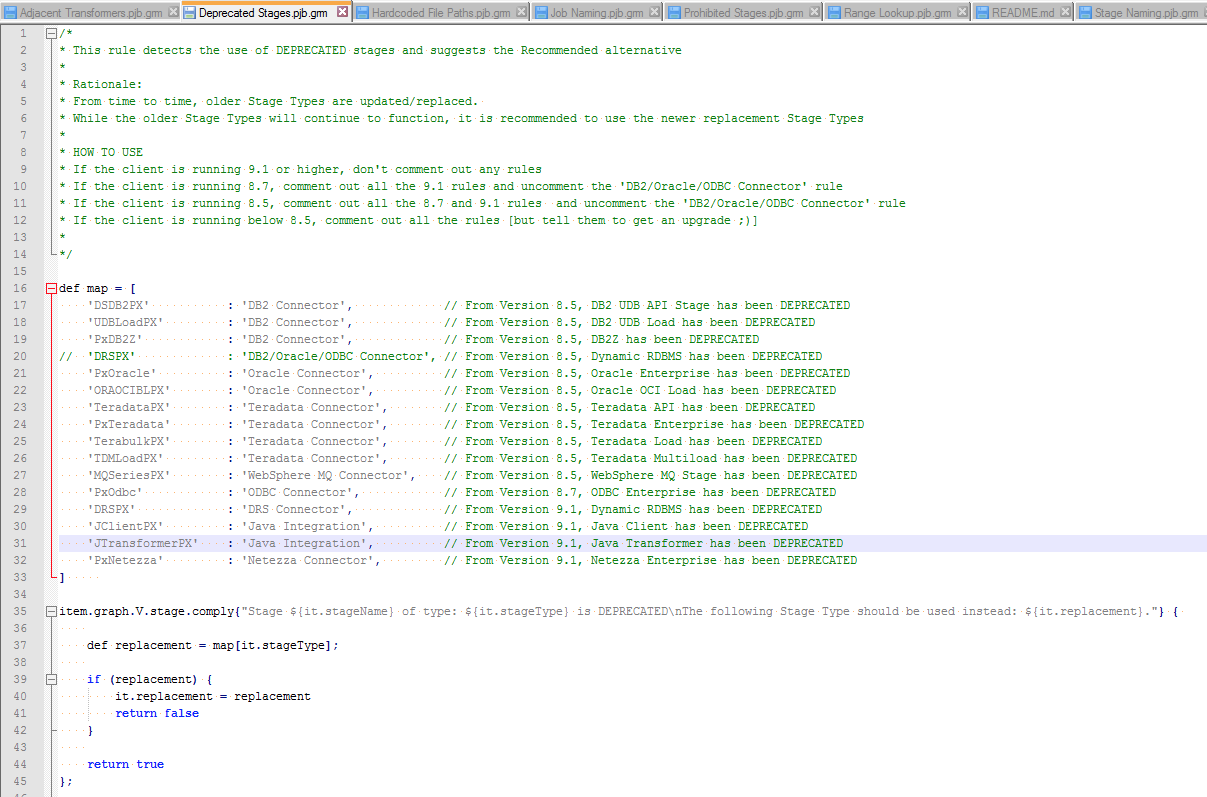 Adjacent Transformers.pjb.grm Deprecated Stages.pjb.grm Hardcoded File Paths.pjb.grm Job Naming.pjb.grm Prohibited Stages.pjb.grm Range Lookup.pjb.grm README.md Stage Naming.pjb.grm
1 /*
2 * This rule detects the use of DEPRECATED stages and suggests the Recommended alternative
3 *
4 * Rationale:
5 * From time to time, older Stage Types are updated/replaced.
6 * While the older Stage Types will continue to function, it is recommended to use the newer replacement Stage Types
7 *
8 * HOW TO USE
9 * If the client is running 9.1 or higher, don't comment out any rules
10 * If the client is running 8.7, comment out all the 9.1 rules and uncomment the 'DB2/Oracle/ODBC Connector' rule
11 * If the client is running 8.5, comment out all the 8.7 and 9.1 rules  and uncomment the 'DB2/Oracle/ODBC Connector' rule
12 * If the client is running below 8.5, comment out all the rules [but tell them to get an upgrade ;)]
13 *
14 */
15
16 def map = [
17     'DSDB2PX'           : 'DB2 Connector',             // From Version 8.5, DB2 UDB API Stage has been DEPRECATED
18     'UDBLoadPX'         : 'DB2 Connector',             // From Version 8.5, DB2 UDB Load has been DEPRECATED
19     'PxDB2Z'            : 'DB2 Connector',             // From Version 8.5, DB2Z has been DEPRECATED
20 //  'DRSPX'             : 'DB2/Oracle/ODBC Connector', // From Version 8.5, Dynamic RDBMS has been DEPRECATED
21     'PxOracle'          : 'Oracle Connector',          // From Version 8.5, Oracle Enterprise has been DEPRECATED
22     'ORAOCIBLPX'        : 'Oracle Connector',          // From Version 8.5, Oracle OCI Load has been DEPRECATED
23     'TeradataPX'        : 'Teradata Connector',        // From Version 8.5, Teradata API has been DEPRECATED
24     'PxTeradata'        : 'Teradata Connector',        // From Version 8.5, Teradata Enterprise has been DEPRECATED
25     'TerabulkPX'        : 'Teradata Connector',        // From Version 8.5, Teradata Load has been DEPRECATED
26     'TDMLoadPX'         : 'Teradata Connector',        // From Version 8.5, Teradata Multiload has been DEPRECATED
27     'MQSeriesPX'        : 'WebSphere MQ Connector',    // From Version 8.5, WebSphere MQ Stage has been DEPRECATED
28     'PxOdbc'            : 'ODBC Connector',            // From Version 8.7, ODBC Enterprise has been DEPRECATED
29     'DRSPX'             : 'DRS Connector',             // From Version 9.1, Dynamic RDBMS has been DEPRECATED
30     'JClientPX'         : 'Java Integration',          // From Version 9.1, Java Client has been DEPRECATED
31     'JTransformerPX'    : 'Java Integration',          // From Version 9.1, Java Transformer has been DEPRECATED
32     'PxNetezza'         : 'Netezza Connector',         // From Version 9.1, Netezza Enterprise has been DEPRECATED
33 ]
34
35 item.graph.V.stage.comply{"Stage ${it.stageName} of type: ${it.stageType} is DEPRECATED\nThe following Stage Type should be used instead: ${it.replacement}."} {
36
37     def replacement = map[it.stageType];
38
39     if (replacement) {
40         it.replacement = replacement
41         return false
42     }
43
44     return true
45 };